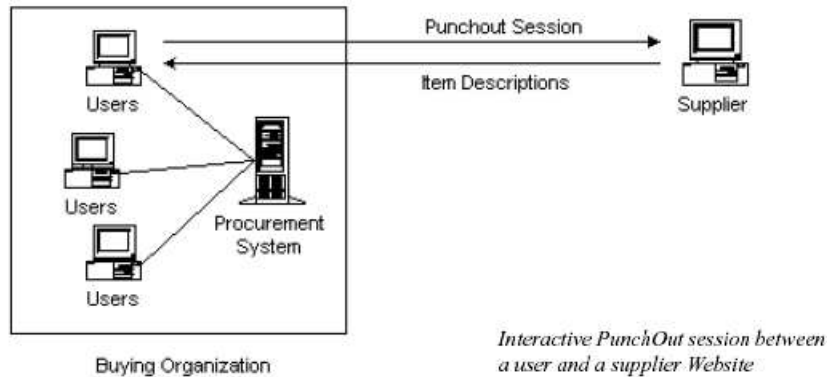 Punchout Session
Item Descriptions
Users
Supplier
Users
Procurement
System
Users
Buying Organization
Interactive PunchOut session between
a user and a supplier Website